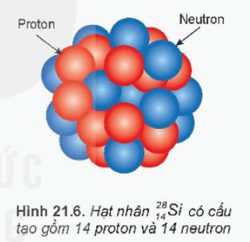 Proton
Neutron
Hình 21.6. Hạt nhân ²⁸₁₄Si có cấu
tạo gồm 14 proton và 14 neutron